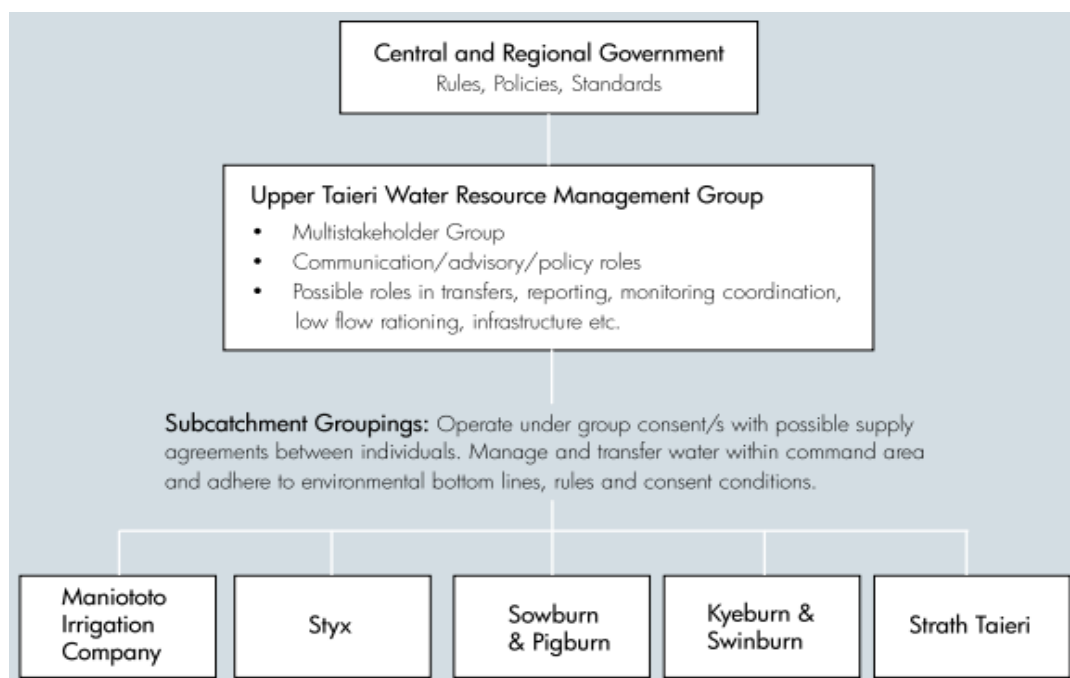 Central and Regional Government
Rules, Policies, Standards
Upper Taieri Water Resource Management Group
• Multistakeholder Group
• Communication/advisory/policy roles
• Possible roles in transfers, reporting, monitoring coordination,
low flow rationing, infrastructure etc.
Subcatchment Groupings: Operate under group consent/s with possible supply
agreements between individuals. Manage and transfer water within command area
and adhere to environmental bottom lines, rules and consent conditions.
Maniototo
Irrigation
Company
Styx
Sowburn
& Pigburn
Kyeburn &
Swinburn
Strath Taieri